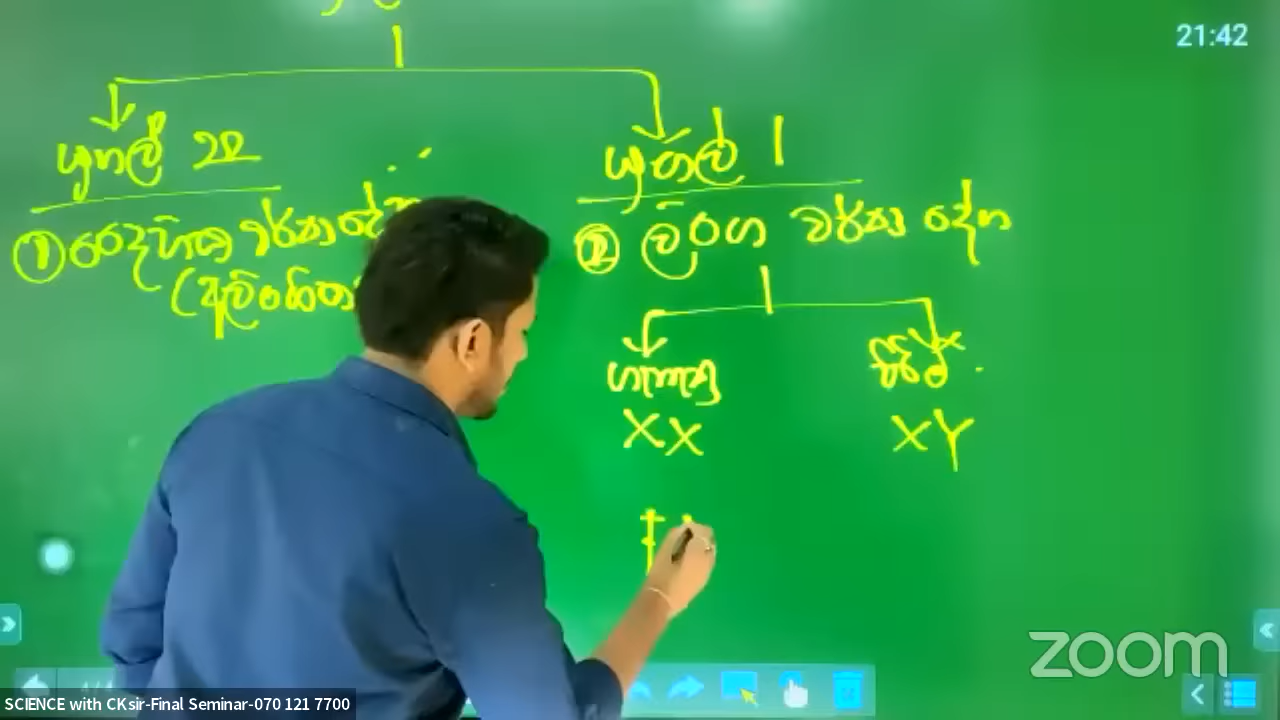 21:42
යුගල් 22
යුගල් 1
① දෛහික වර්ණදේහ
② ලිංග වර්ණ දේහ
ගැහැණු
පිරිමි
XX
XY
zoom
SCIENCE with CKsir-Final Seminar-070 121 7700